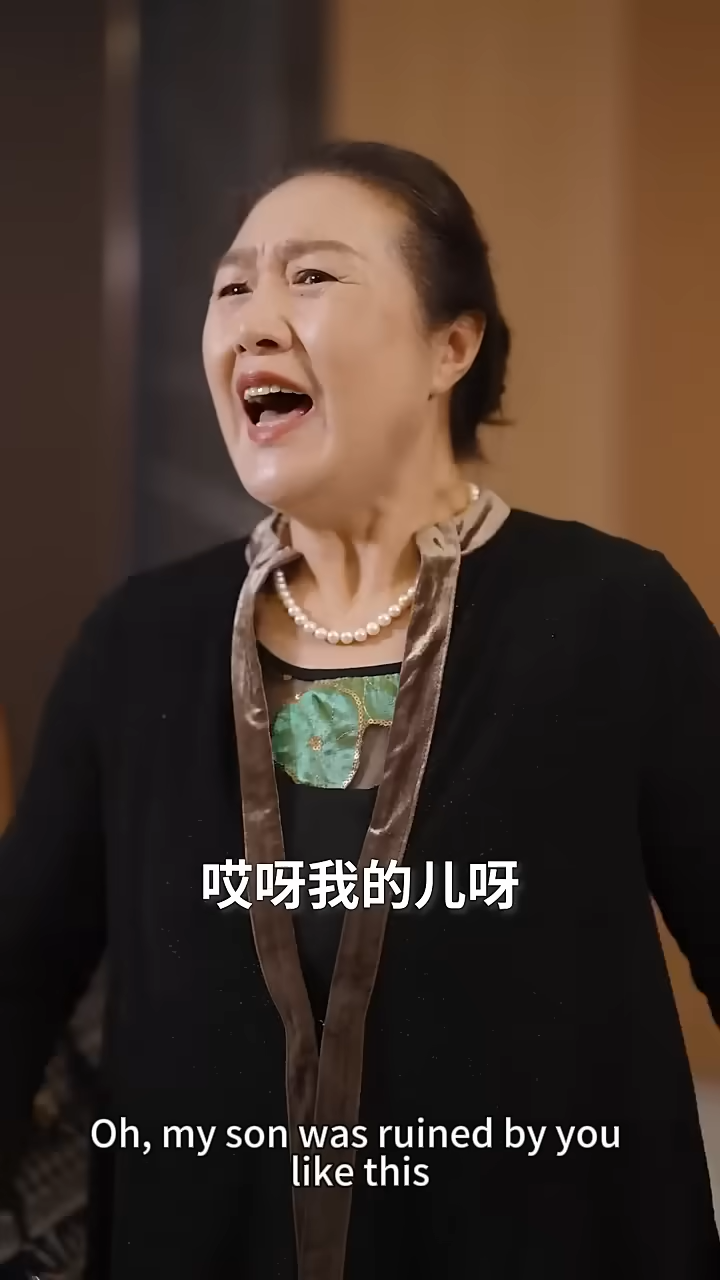 哎呀我的儿呀
Oh, my son was ruined by you
like this